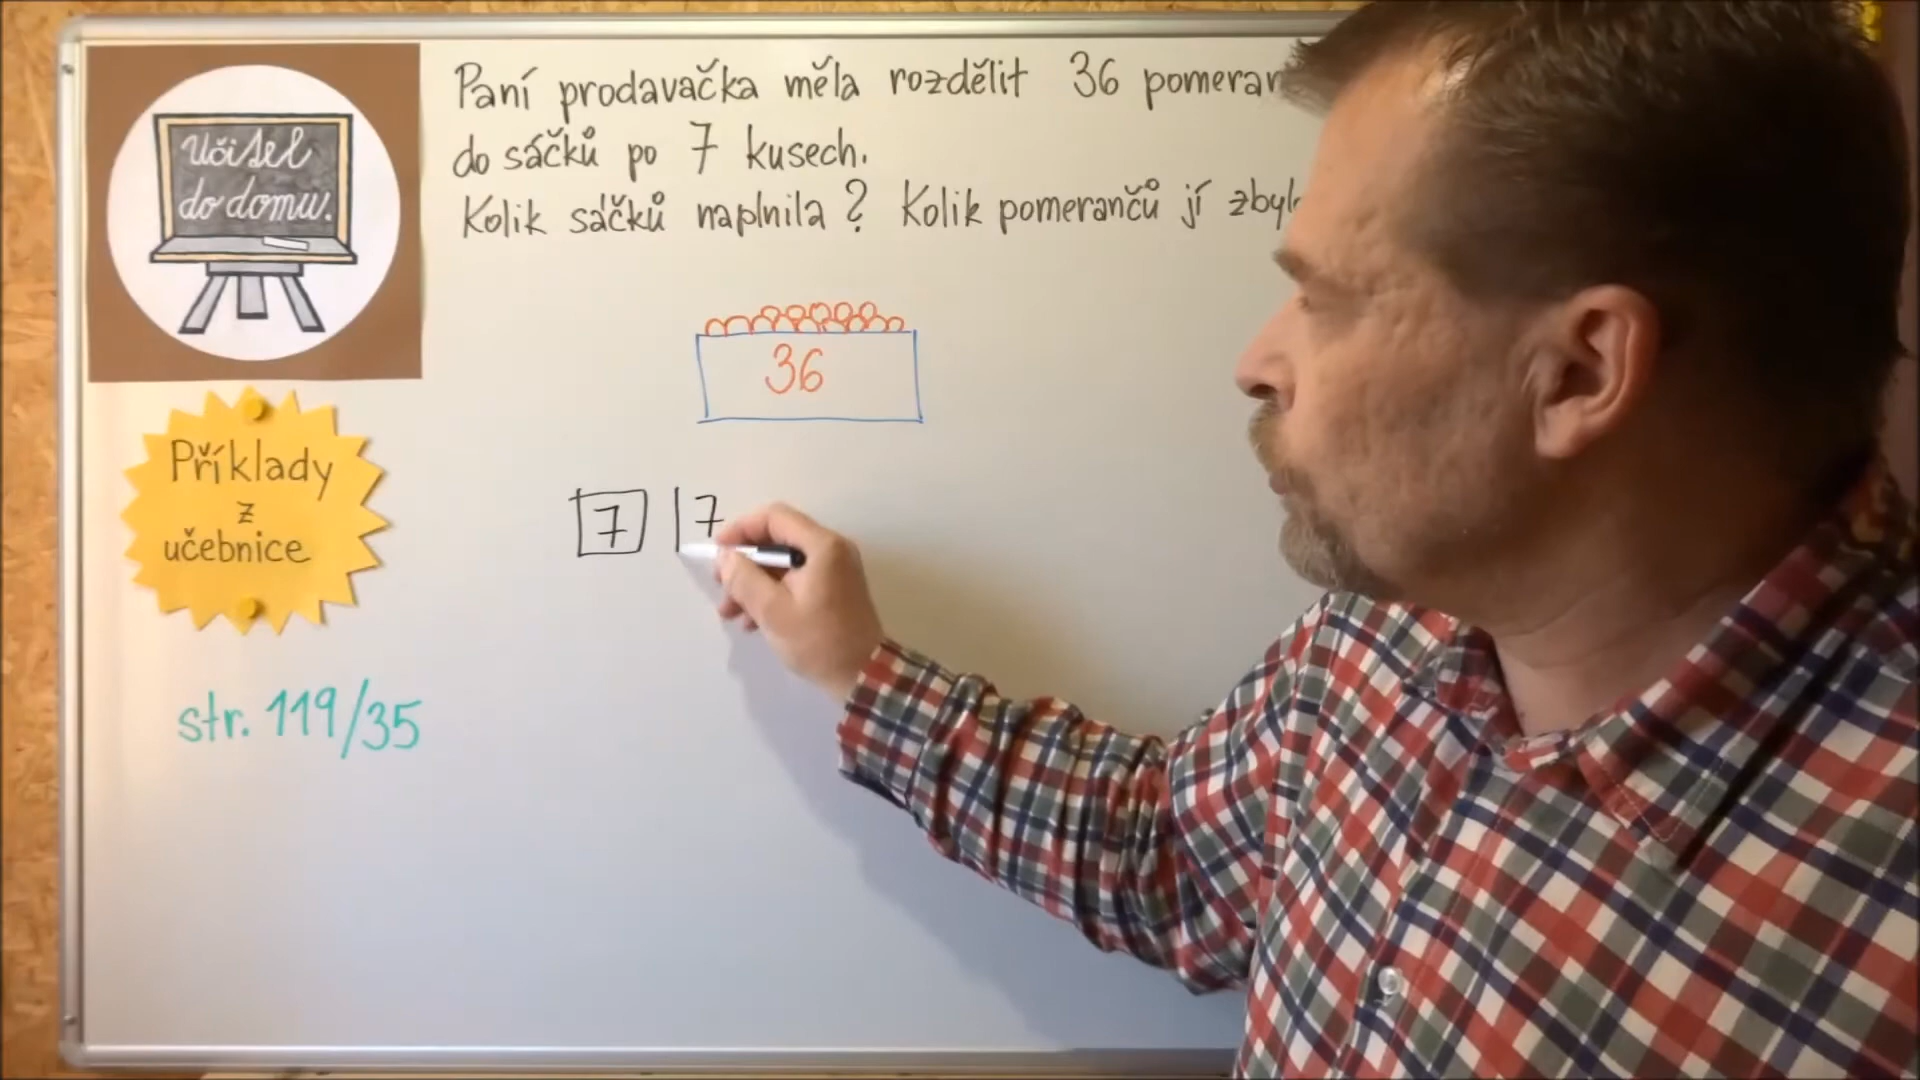 Paní prodavačka měla rozdělit 36
do sáčků po 7 kusech.
Kolik sáčků naplnila? Kolik pomerančů jí
Učitel
do domu.
36
Příklady
z
učebnice
7 7
str. 119/35